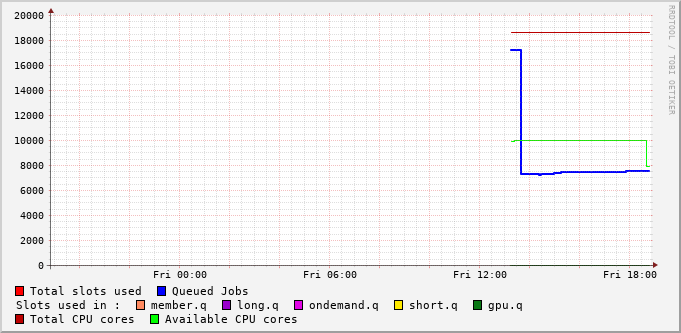 RRDTOOL / TOBI OETIKER
20000
18000
16000
14000
12000
10000
8000
6000
4000
2000
0
Fri 00:00 Fri 06:00 Fri 12:00 Fri 18:00
Total slots used Queued Jobs
Slots used in : member.q long.q ondemand.q short.q gpu.q
Total CPU cores Available CPU cores